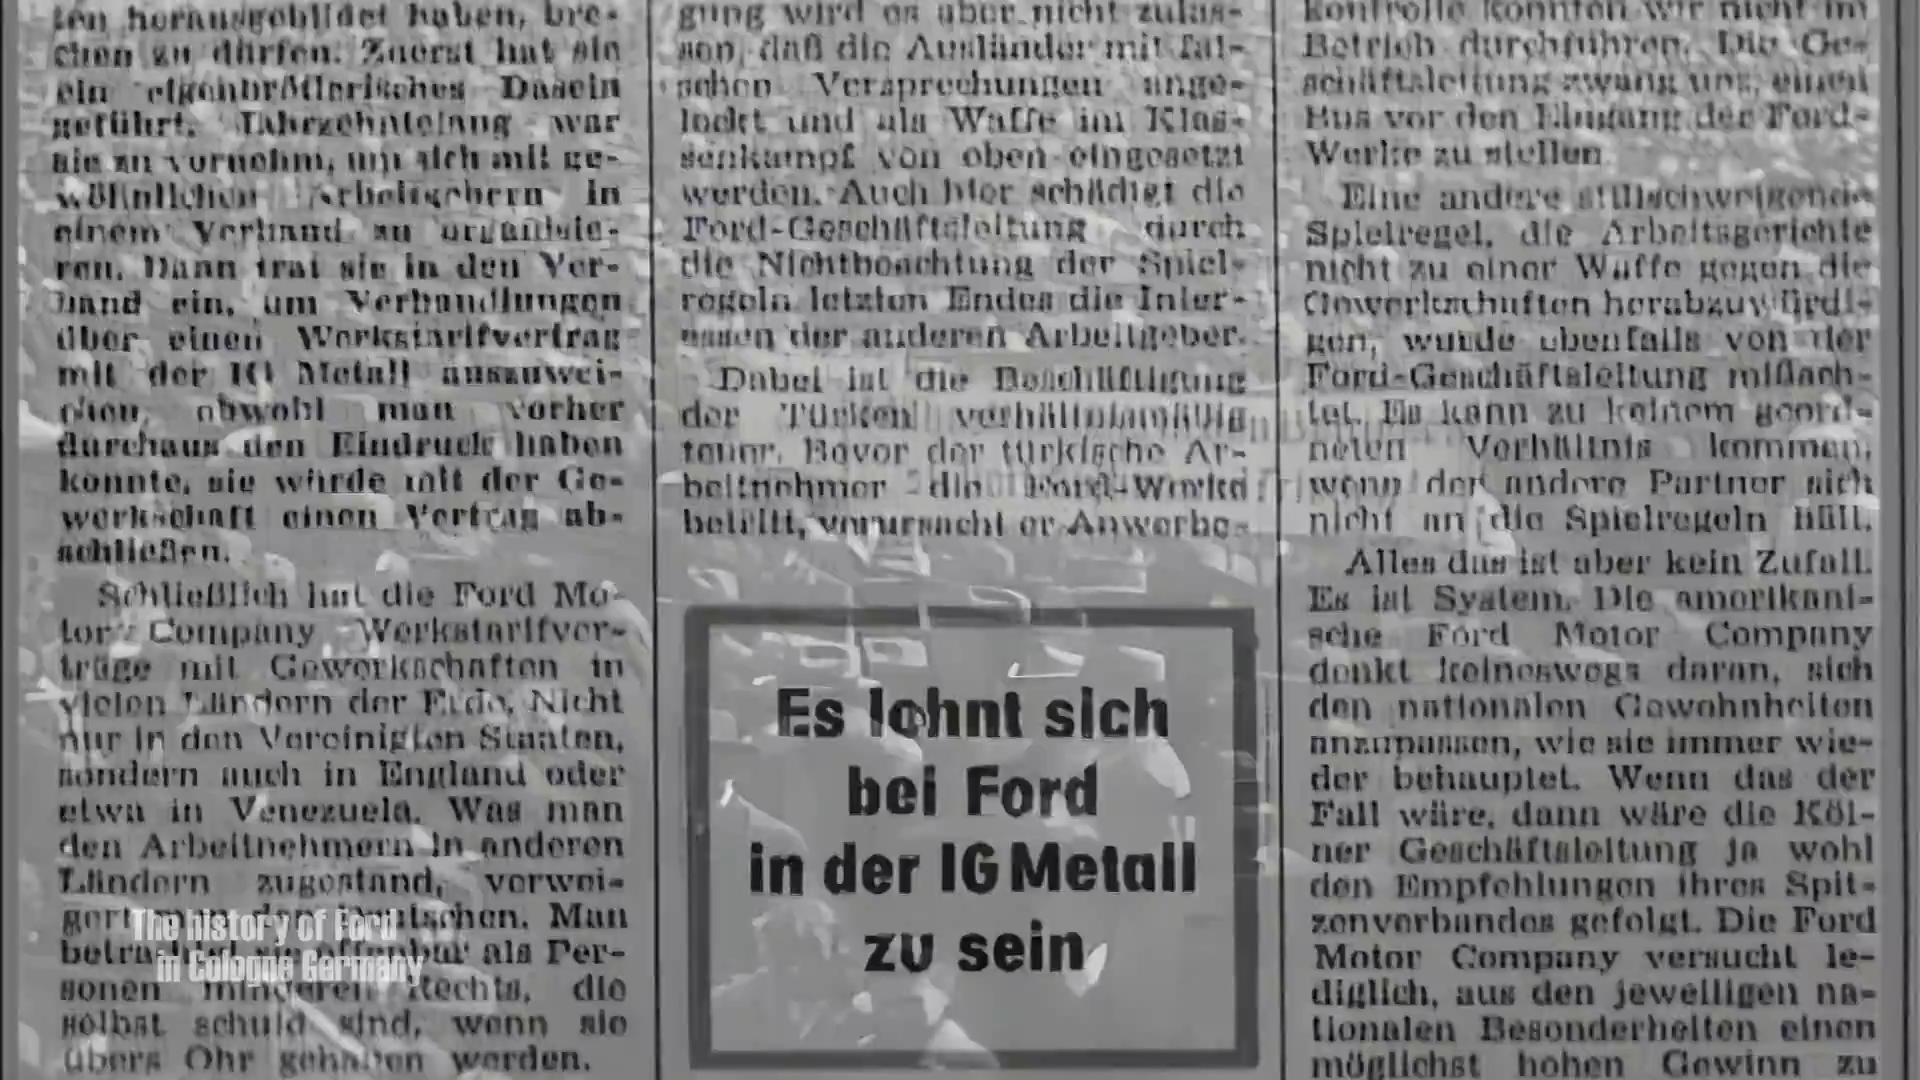 ten herausgebildet haben, bre-
chen zu dürfen. Zuerst hat sie
ein eigenbrötlerisches Dasein
geführt. Jahrzehntelang war
sie zu vornehm, um sich mit ge-
wöhnlichen Arbeitgebern in
einem Verband zu organisie-
ren. Dann trat sie in den Ver-
band ein, um Verhandlungen
über einen Werkstarifvertrag
mit der IG Metall auszuwei-
chen, obwohl man vorher
durchaus den Eindruck haben
konnte, sie würde mit der Ge-
werkschaft einen Vertrag ab-
schließen.
Schließlich hat die Ford Mo-
tor Company Werkstarifver-
träge mit Gewerkschaften in
vielen Ländern der Erde. Nicht
nur in den Vereinigten Staaten,
sondern auch in England oder
etwa in Venezuela. Was man
den Arbeitnehmern in anderen
Ländern zugestand, verwei-
gert man den Deutschen. Man
betrachtet sie offenbar als Per-
sonen minderen Rechts, die
selbst schuld sind, wenn sie
übers Ohr gehauen werden.
gung wird es aber nicht zulas-
sen, daß die Ausländer mit fal-
schen Versprechungen ange-
lockt und als Waffe im Klas-
senkampf von oben eingesetzt
werden. Auch hier schädigt die
Ford-Geschäftsleitung durch
die Nichtbeachtung der Spiel-
regeln letzten Endes die Inter-
essen der anderen Arbeitgeber.
Dabei ist die Beschäftigung
der Türken verhältnismäßig
teuer. Bevor der türkische Ar-
beitnehmer die Ford-Werke
betritt, verursacht er Anwerbe-
Es lohnt sich
bei Ford
in der IG Metall
zu sein
kontrolle konnten wir nicht im
Betrieb durchführen. Die Ge-
schäftsleitung zwang uns, einen
Bus vor den Eingang der Ford-
Werke zu stellen.
Eine andere stillschweigende
Spielregel, die Arbeitsgerichte
nicht zu einer Waffe gegen die
Gewerkschaften herabzuwürdi-
gen, wurde ebenfalls von der
Ford-Geschäftsleitung mißach-
tet. Es kann zu keinem geord-
neten Verhältnis kommen,
wenn der andere Partner sich
nicht an die Spielregeln hält.
Alles das ist aber kein Zufall.
Es ist System. Die amerikani-
sche Ford Motor Company
denkt keineswegs daran, sich
den nationalen Gewohnheiten
anzupassen, wie sie immer wie-
der behauptet. Wenn das der
Fall wäre, dann wäre die Köl-
ner Geschäftsleitung ja wohl
den Empfehlungen ihres Spit-
zenverbandes gefolgt. Die Ford
Motor Company versucht le-
diglich, aus den jeweiligen na-
tionalen Besonderheiten einen
möglichst hohen Gewinn zu
The history of Ford
in Cologne Germany